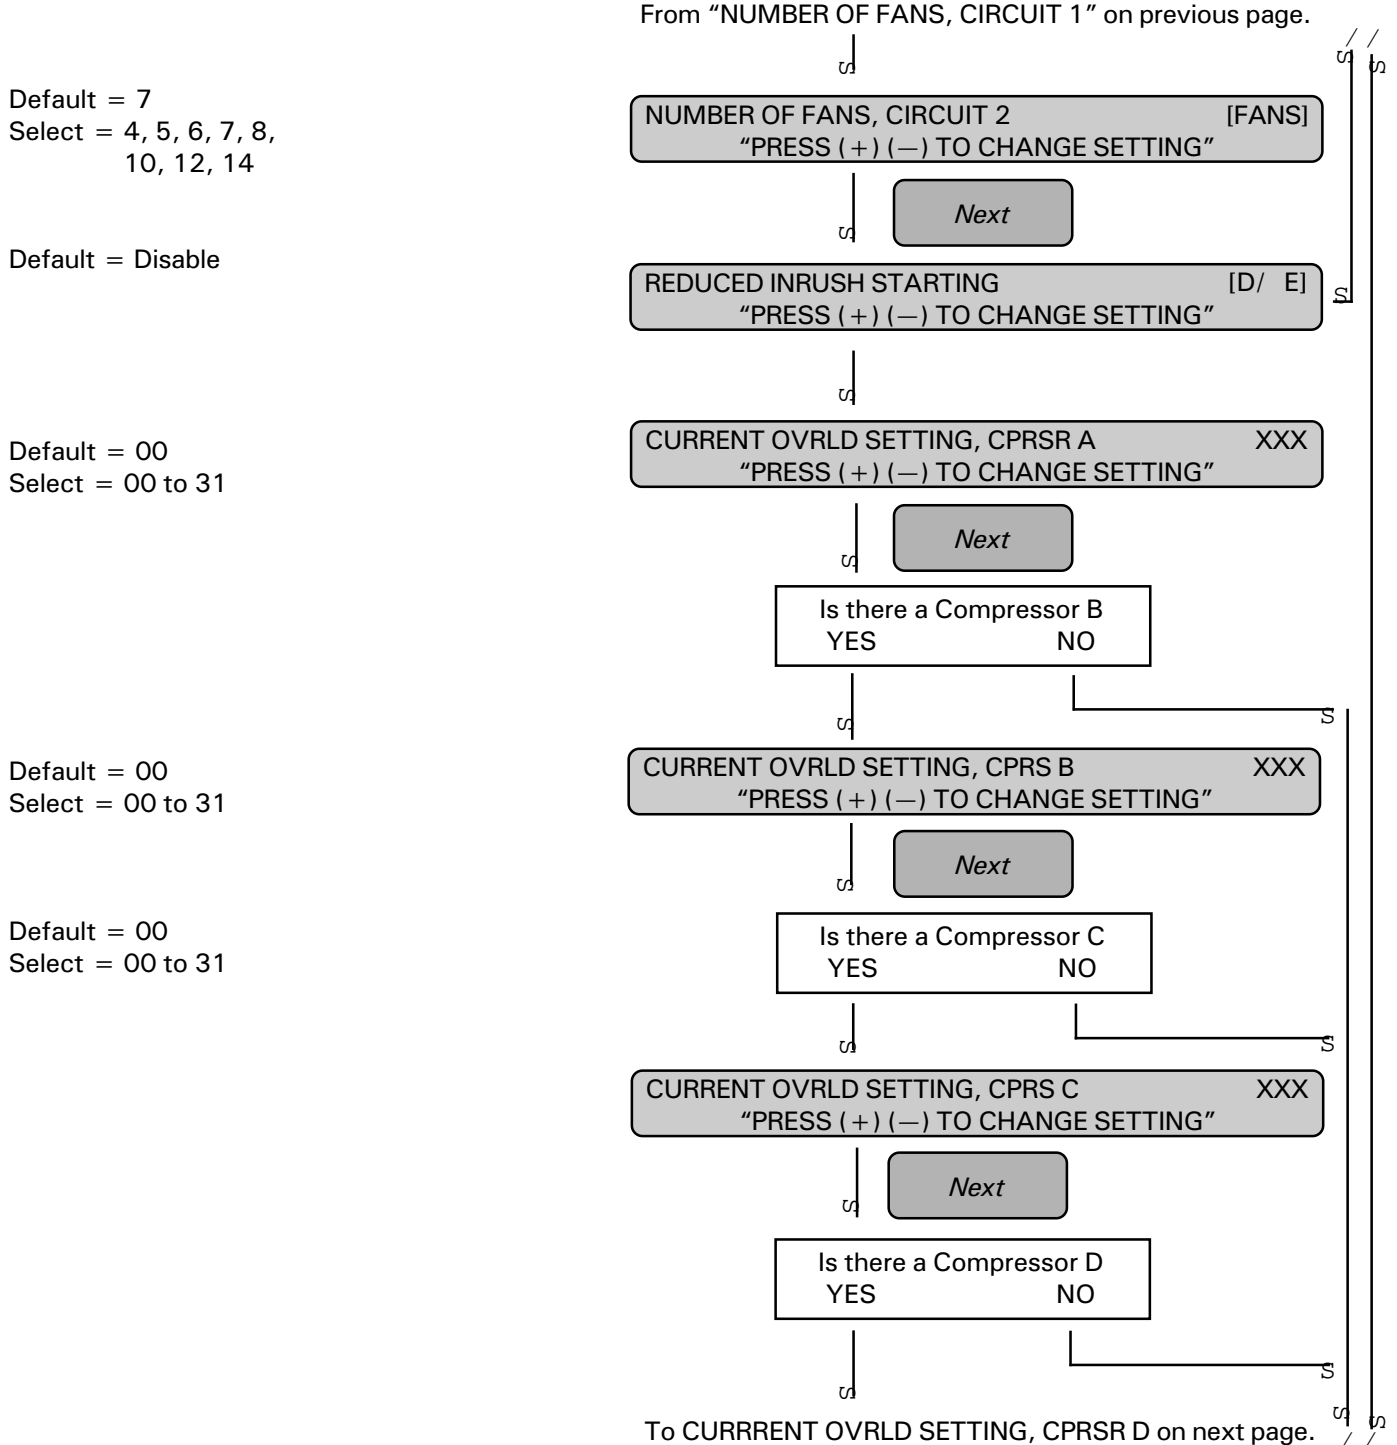 From “NUMBER OF FANS, CIRCUIT 1” on previous page.
S
S
S
Default = 7
Select = 4, 5, 6, 7, 8,
10, 12, 14
NUMBER OF FANS, CIRCUIT 2 [FANS]
“PRESS (+) (—) TO CHANGE SETTING”
Next
S
Default = Disable
REDUCED INRUSH STARTING [D/ E]
“PRESS (+) (—) TO CHANGE SETTING”
S
S
Default = 00
Select = 00 to 31
CURRENT OVRLD SETTING, CPRSR A XXX
“PRESS (+) (—) TO CHANGE SETTING”
Next
S
Is there a Compressor B
YES NO
S
S
Default = 00
Select = 00 to 31
CURRENT OVRLD SETTING, CPRS B XXX
“PRESS (+) (—) TO CHANGE SETTING”
Next
S
Default = 00
Select = 00 to 31
Is there a Compressor C
YES NO
S
S
CURRENT OVRLD SETTING, CPRS C XXX
“PRESS (+) (—) TO CHANGE SETTING”
Next
S
Is there a Compressor D
YES NO
S
S
S
S
To CURRRENT OVRLD SETTING, CPRSR D on next page.